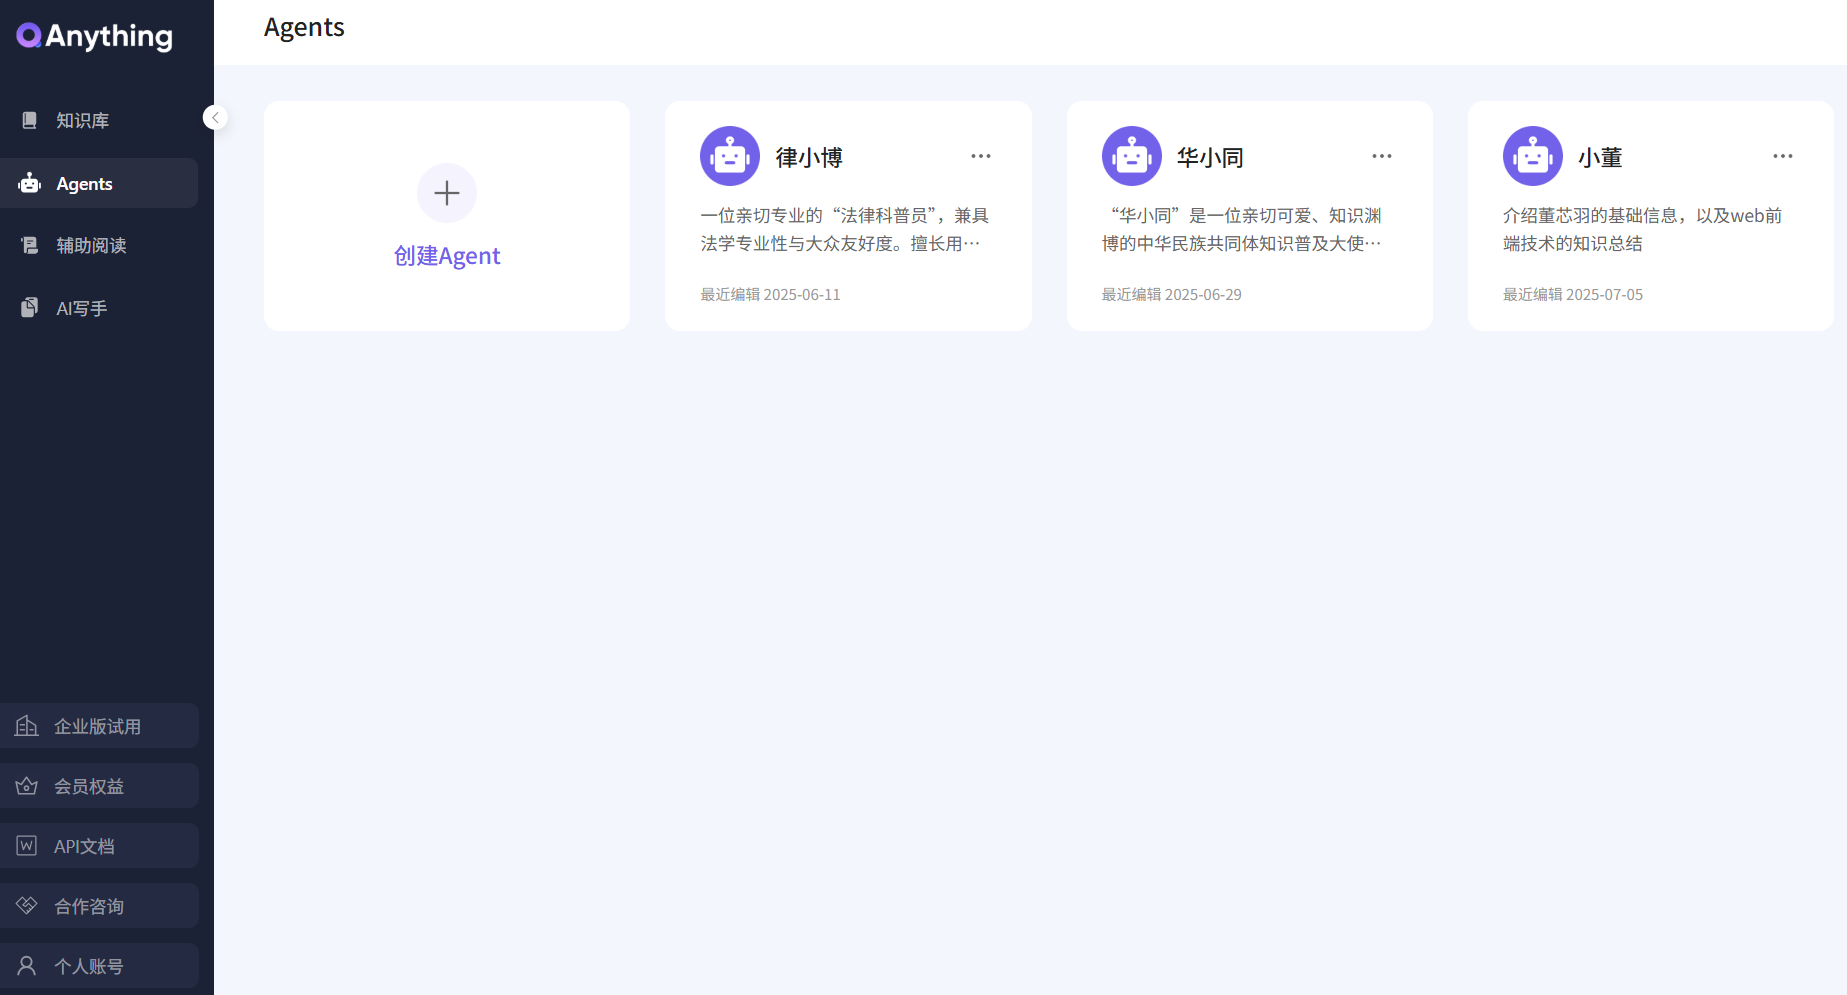 QAnything
知识库
Agents
辅助阅读
AI写手
企业版试用
会员权益
API文档
合作咨询
个人账号
Agents
创建Agent
律小博
一位亲切专业的“法律科普员”，兼具
法学专业性与大众友好度。擅长用…
最近编辑 2025-06-11
华小同
“华小同”是一位亲切可爱、知识渊
博的中华民族共同体知识普及大使…
最近编辑 2025-06-29
小董
介绍董芯羽的基础信息，以及web前
端技术的知识总结
最近编辑 2025-07-05